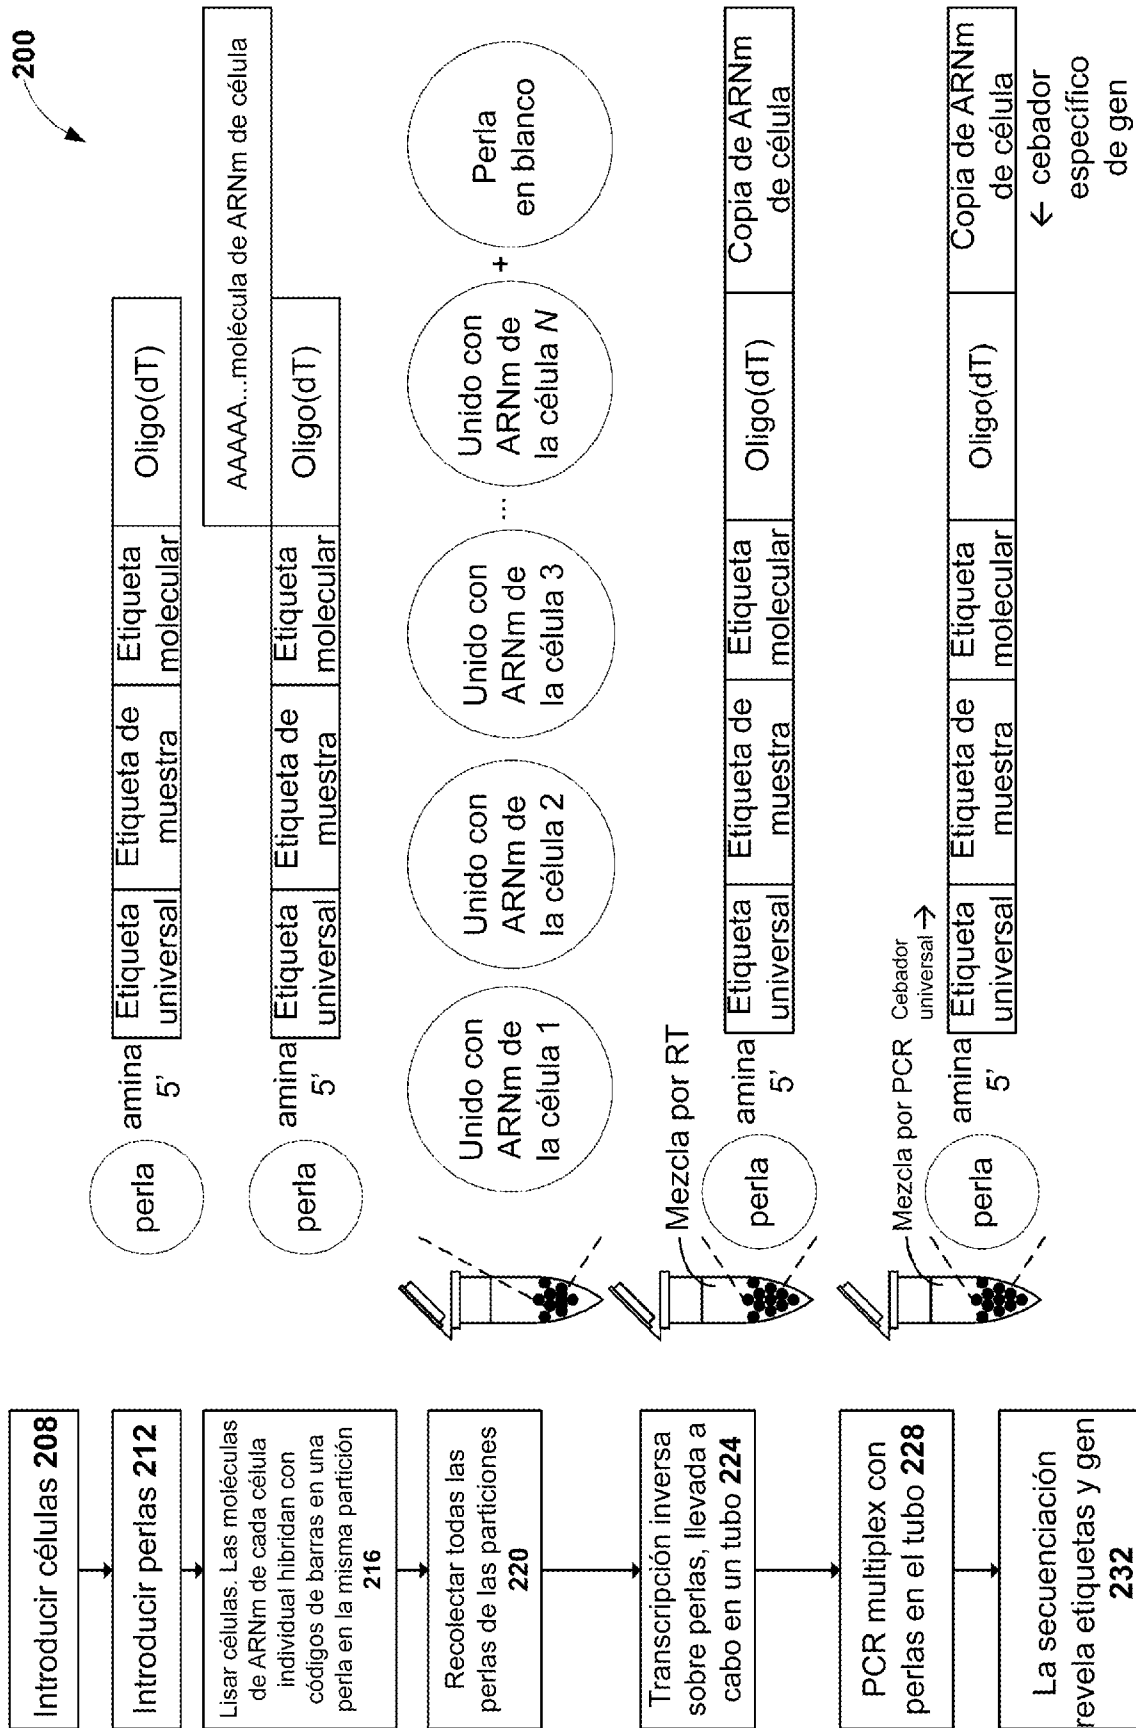 200
Introducir células 208
Introducir perlas 212
perla
amina
5’
Etiqueta
universal
Etiqueta de
muestra
Etiqueta
molecular
Oligo(dT)
Lisar células. Las moléculas
de ARNm de cada célula
individual hibridan con
códigos de barras en una
perla en la misma partición
216
perla
amina
5’
Etiqueta
universal
Etiqueta de
muestra
Etiqueta
molecular
Oligo(dT)
AAAAA...molécula de ARNm de célula
Recolectar todas las
perlas de las particiones
220
Unido con
ARNm de
la célula 1
Unido con
ARNm de
la célula 2
Unido con
ARNm de
la célula 3
...
Unido con
ARNm de
la célula N
+
Perla
en blanco
Transcripción inversa
sobre perlas, llevada a
cabo en un tubo 224
Mezcla por RT
perla
amina
5’
Etiqueta
universal
Etiqueta de
muestra
Etiqueta
molecular
Oligo(dT)
Copia de ARNm
de célula
PCR multiplex con
perlas en el tubo 228
Mezcla por PCR
Cebador
universal →
perla
amina
5’
Etiqueta
universal
Etiqueta de
muestra
Etiqueta
molecular
Oligo(dT)
Copia de ARNm
de célula
← cebador
específico
de gen
La secuenciación
revela etiquetas y gen
232